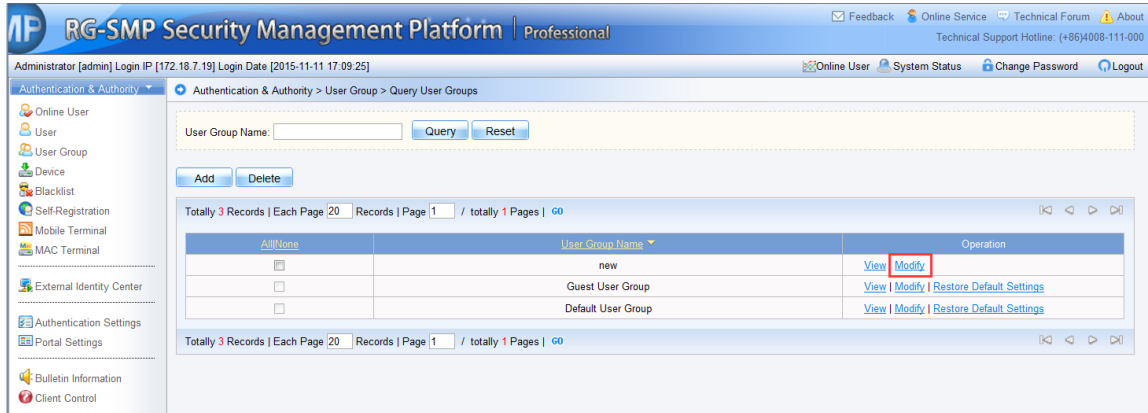 MP RG-SMP Security Management Platform | Professional
Feedback Online Service Technical Forum About
Technical Support Hotline: (+86)4008-111-000
Administrator [admin] Login IP [172.18.7.19] Login Date [2015-11-11 17:09:25]
Online User System Status Change Password Logout
Authentication & Authority
Authentication & Authority > User Group > Query User Groups
Online User
User
User Group
Device
Blacklist
Self-Registration
Mobile Terminal
MAC Terminal
External Identity Center
Authentication Settings
Portal Settings
Bulletin Information
Client Control
User Group Name: Query Reset
Add Delete
Totally 3 Records | Each Page 20 Records | Page 1 / totally 1 Pages | GO
All|None User Group Name Operation
new View | Modify
Guest User Group View | Modify | Restore Default Settings
Default User Group View | Modify | Restore Default Settings
Totally 3 Records | Each Page 20 Records | Page 1 / totally 1 Pages | GO